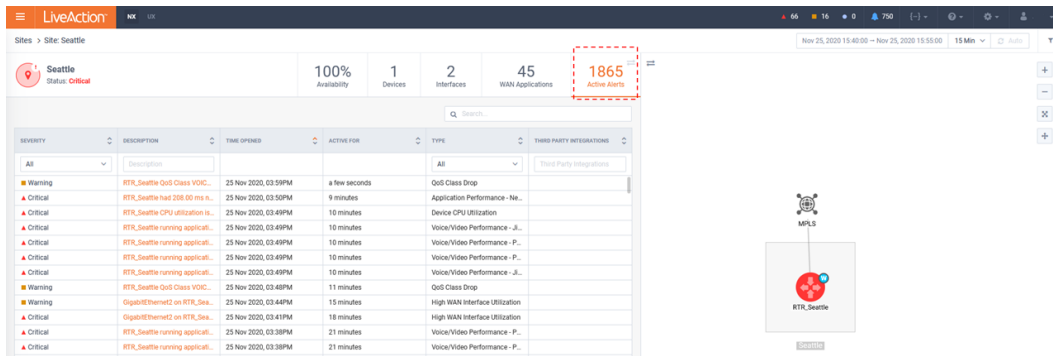 LiveAction NX UX 66 16 0 750
Sites > Site: Seattle Nov 25, 2020 15:40:00 → Nov 25, 2020 15:55:00 15 Min Auto
Seattle
Status: Critical
100% 1 2 45 1865
Availability Devices Interfaces WAN Applications Active Alerts
Search...
SEVERITY DESCRIPTION TIME OPENED ACTIVE FOR TYPE THIRD PARTY INTEGRATIONS
All Description All Third Party Integrations
Warning RTR_Seattle QoS Class VOIC... 25 Nov 2020, 03:59PM a few seconds QoS Class Drop
Critical RTR_Seattle had 208.00 ms n... 25 Nov 2020, 03:50PM 9 minutes Application Performance - Ne...
Critical RTR_Seattle CPU utilization is... 25 Nov 2020, 03:49PM 10 minutes Device CPU Utilization
Critical RTR_Seattle running applicati... 25 Nov 2020, 03:49PM 10 minutes Voice/Video Performance - Ji...
Critical RTR_Seattle running applicati... 25 Nov 2020, 03:49PM 10 minutes Voice/Video Performance - P...
Critical RTR_Seattle running applicati... 25 Nov 2020, 03:49PM 10 minutes Voice/Video Performance - P...
Critical RTR_Seattle running applicati... 25 Nov 2020, 03:49PM 10 minutes Voice/Video Performance - Ji...
Warning RTR_Seattle QoS Class VOIC... 25 Nov 2020, 03:48PM 11 minutes QoS Class Drop
Warning GigabitEthernet2 on RTR_Sea... 25 Nov 2020, 03:44PM 15 minutes High WAN Interface Utilization
Critical GigabitEthernet2 on RTR_Sea... 25 Nov 2020, 03:41PM 18 minutes High WAN Interface Utilization
Critical RTR_Seattle running applicati... 25 Nov 2020, 03:38PM 21 minutes Voice/Video Performance - P...
Critical RTR_Seattle running applicati... 25 Nov 2020, 03:38PM 21 minutes Voice/Video Performance - P...
MPLS
W
RTR_Seattle
Seattle